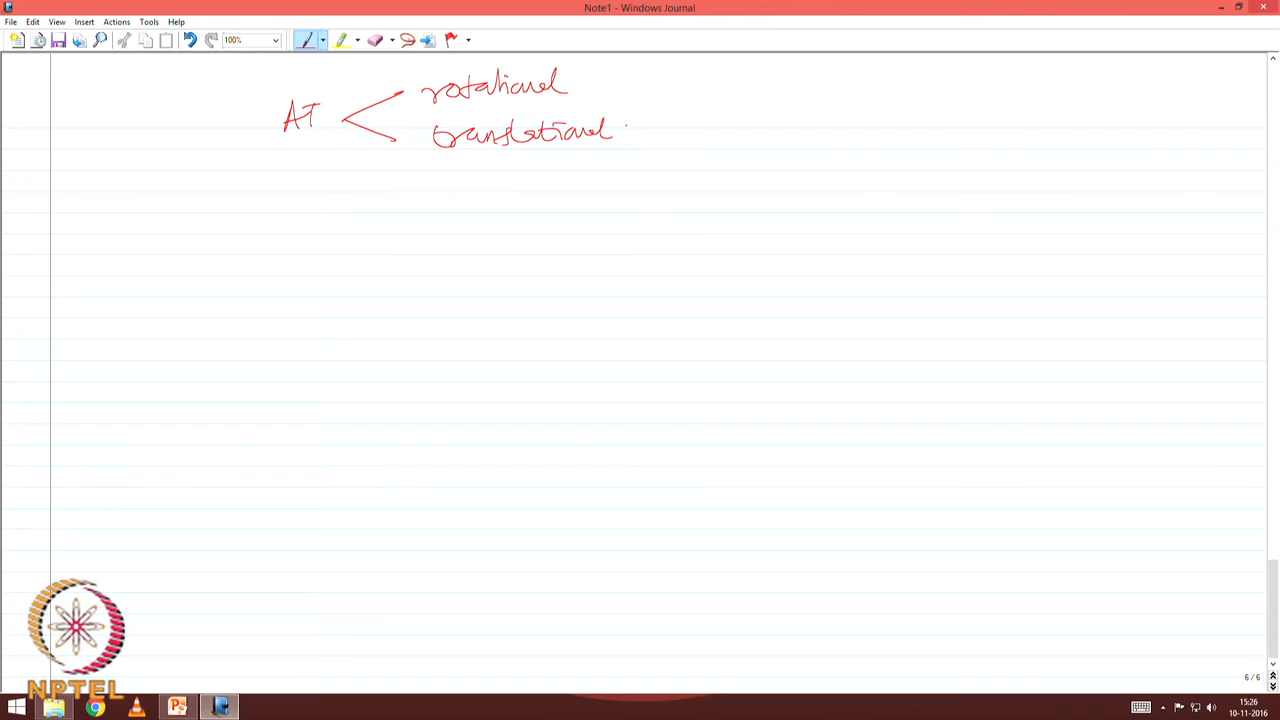 Note1 - Windows Journal
File Edit View Insert Actions Tools Help
100%
rotational
AT
translational
6 / 6
NPTEL
15:26
10-11-2016